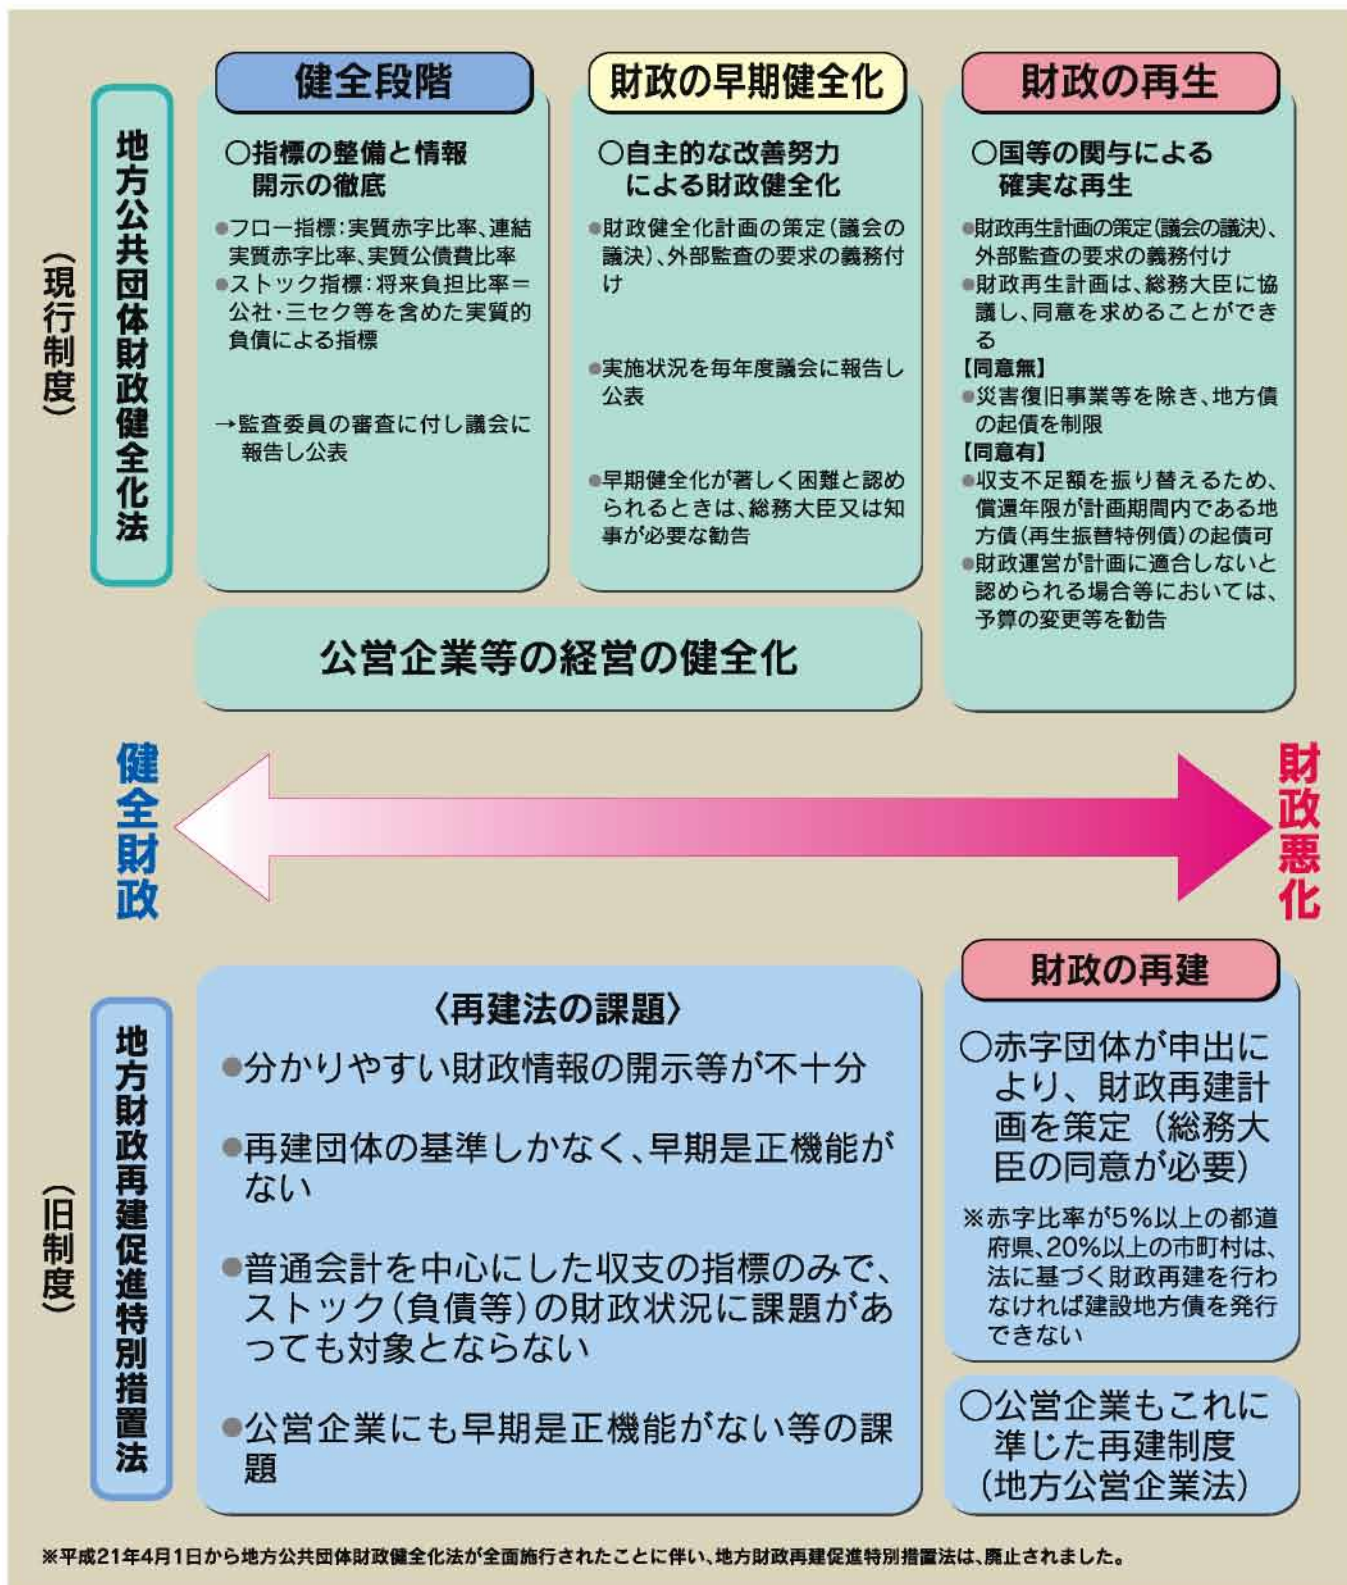 地方公共団体財政健全化法
（現行制度）
健全段階
○指標の整備と情報
開示の徹底
●フロー指標：実質赤字比率、連結
実質赤字比率、実質公債費比率
●ストック指標：将来負担比率＝
公社・三セク等を含めた実質的
負債による指標
→監査委員の審査に付し議会に
報告し公表
財政の早期健全化
○自主的な改善努力
による財政健全化
●財政健全化計画の策定（議会の
議決）、外部監査の要求の義務付
け
●実施状況を毎年度議会に報告し
公表
●早期健全化が著しく困難と認め
られるときは、総務大臣又は知
事が必要な勧告
財政の再生
○国等の関与による
確実な再生
●財政再生計画の策定（議会の議決）、
外部監査の要求の義務付け
●財政再生計画は、総務大臣に協
議し、同意を求めることができ
る
【同意無】
●災害復旧事業等を除き、地方債
の起債を制限
【同意有】
●収支不足額を振り替えるため、
償還年限が計画期間内である地
方債（再生振替特例債）の起債可
●財政運営が計画に適合しないと
認められる場合等においては、
予算の変更等を勧告
公営企業等の経営の健全化
健全財政
財政悪化
地方財政再建促進特別措置法
（旧制度）
〈再建法の課題〉
●分かりやすい財政情報の開示等が不十分
●再建団体の基準しかなく、早期是正機能が
ない
●普通会計を中心にした収支の指標のみで、
ストック（負債等）の財政状況に課題があ
っても対象とならない
●公営企業にも早期是正機能がない等の課
題
財政の再建
○赤字団体が申出に
より、財政再建計
画を策定（総務大
臣の同意が必要）
※赤字比率が5%以上の都道
府県、20%以上の市町村は、
法に基づく財政再建を行わ
なければ建設地方債を発行
できない
○公営企業もこれに
準じた再建制度
（地方公営企業法）
※平成21年4月1日から地方公共団体財政健全化法が全面施行されたことに伴い、地方財政再建促進特別措置法は、廃止されました。